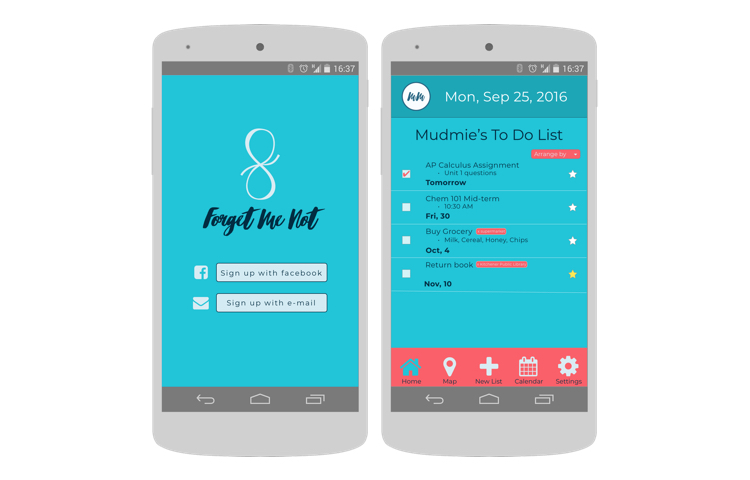 16:37
8
Forget Me Not
Sign up with facebook
Sign up with e-mail
16:37
Mon, Sep 25, 2016
Mudmie's To Do List
Arrange by
AP Calculus Assignment
- Unit 1 questions
Tomorrow
Chem 101 Mid-term
- 10:30 AM
Fri, 30
Buy Grocery
- Milk, Cereal, Honey, Chips
Oct, 4
Return book
Nov, 10
Home
Map
New List
Calendar
Settings